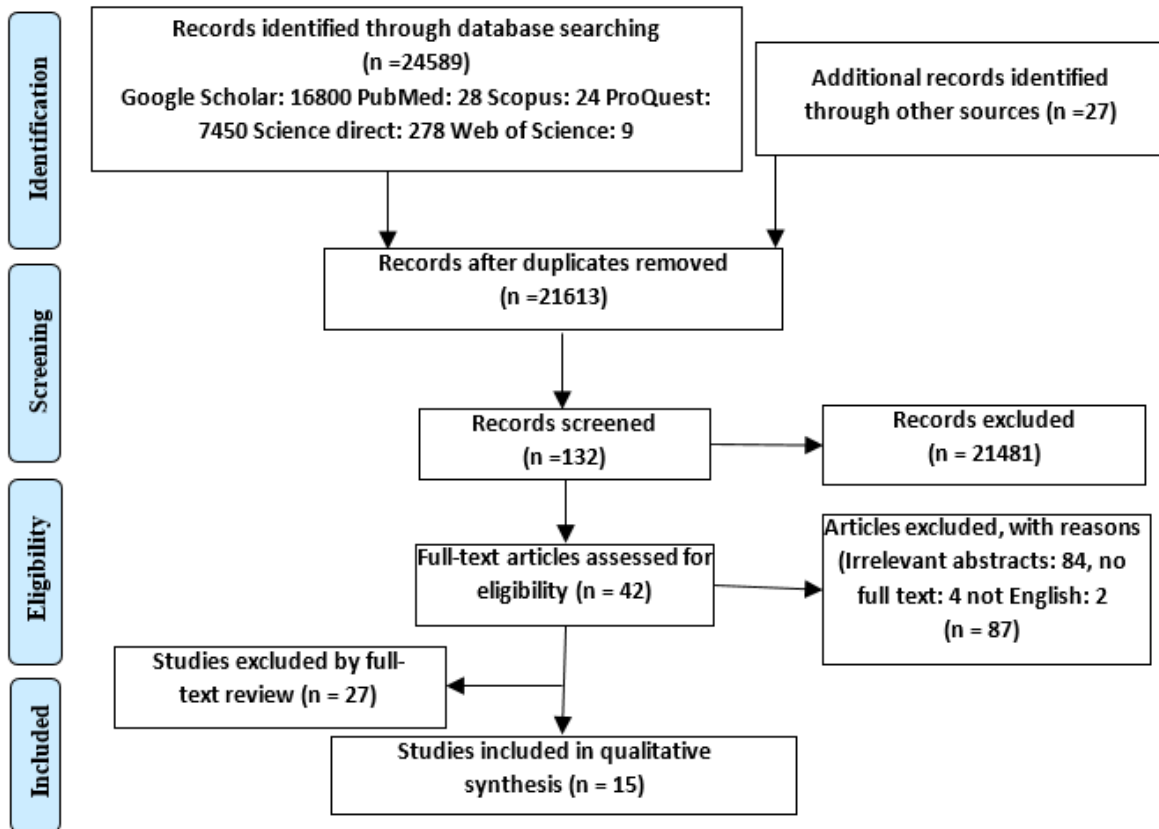 Identification
Records identified through database searching
(n =24589)
Google Scholar: 16800 PubMed: 28 Scopus: 24 ProQuest:
7450 Science direct: 278 Web of Science: 9
Additional records identified
through other sources (n =27)
Screening
Records after duplicates removed
(n =21613)
Records screened
(n =132)
Records excluded
(n = 21481)
Eligibility
Full-text articles assessed for
eligibility (n = 42)
Articles excluded, with reasons
(Irrelevant abstracts: 84, no
full text: 4 not English: 2
(n = 87)
Studies excluded by full-
text review (n = 27)
Included
Studies included in qualitative
synthesis (n = 15)